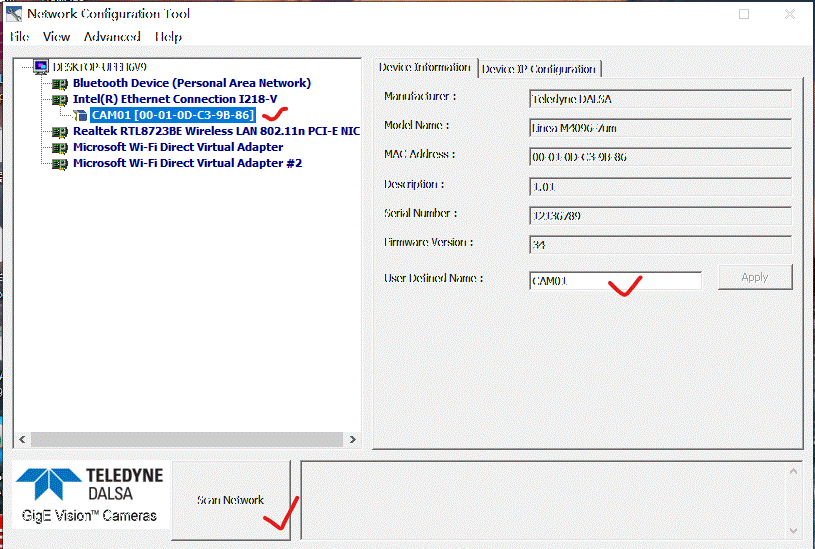 Network Configuration Tool
File View Advanced Help
Bluetooth Device (Personal Area Network)
Intel(R) Ethernet Connection I218-V
CAM01 [00-01-0D-C3-9B-86]
Realtek RTL8723BE Wireless LAN 802.11n PCI-E NIC
Microsoft Wi-Fi Direct Virtual Adapter
Microsoft Wi-Fi Direct Virtual Adapter #2
Device Information Device IP Configuration
Manufacturer : Teledyne DALSA
Model Name : Linea M4096-7um
MAC Address : 00-01-0D-C3-9B-86
Description : 1.01
Serial Number :
Firmware Version : 34
User Defined Name : CAM01 Apply
TELEDYNE
DALSA
GigE Vision™ Cameras
Scan Network